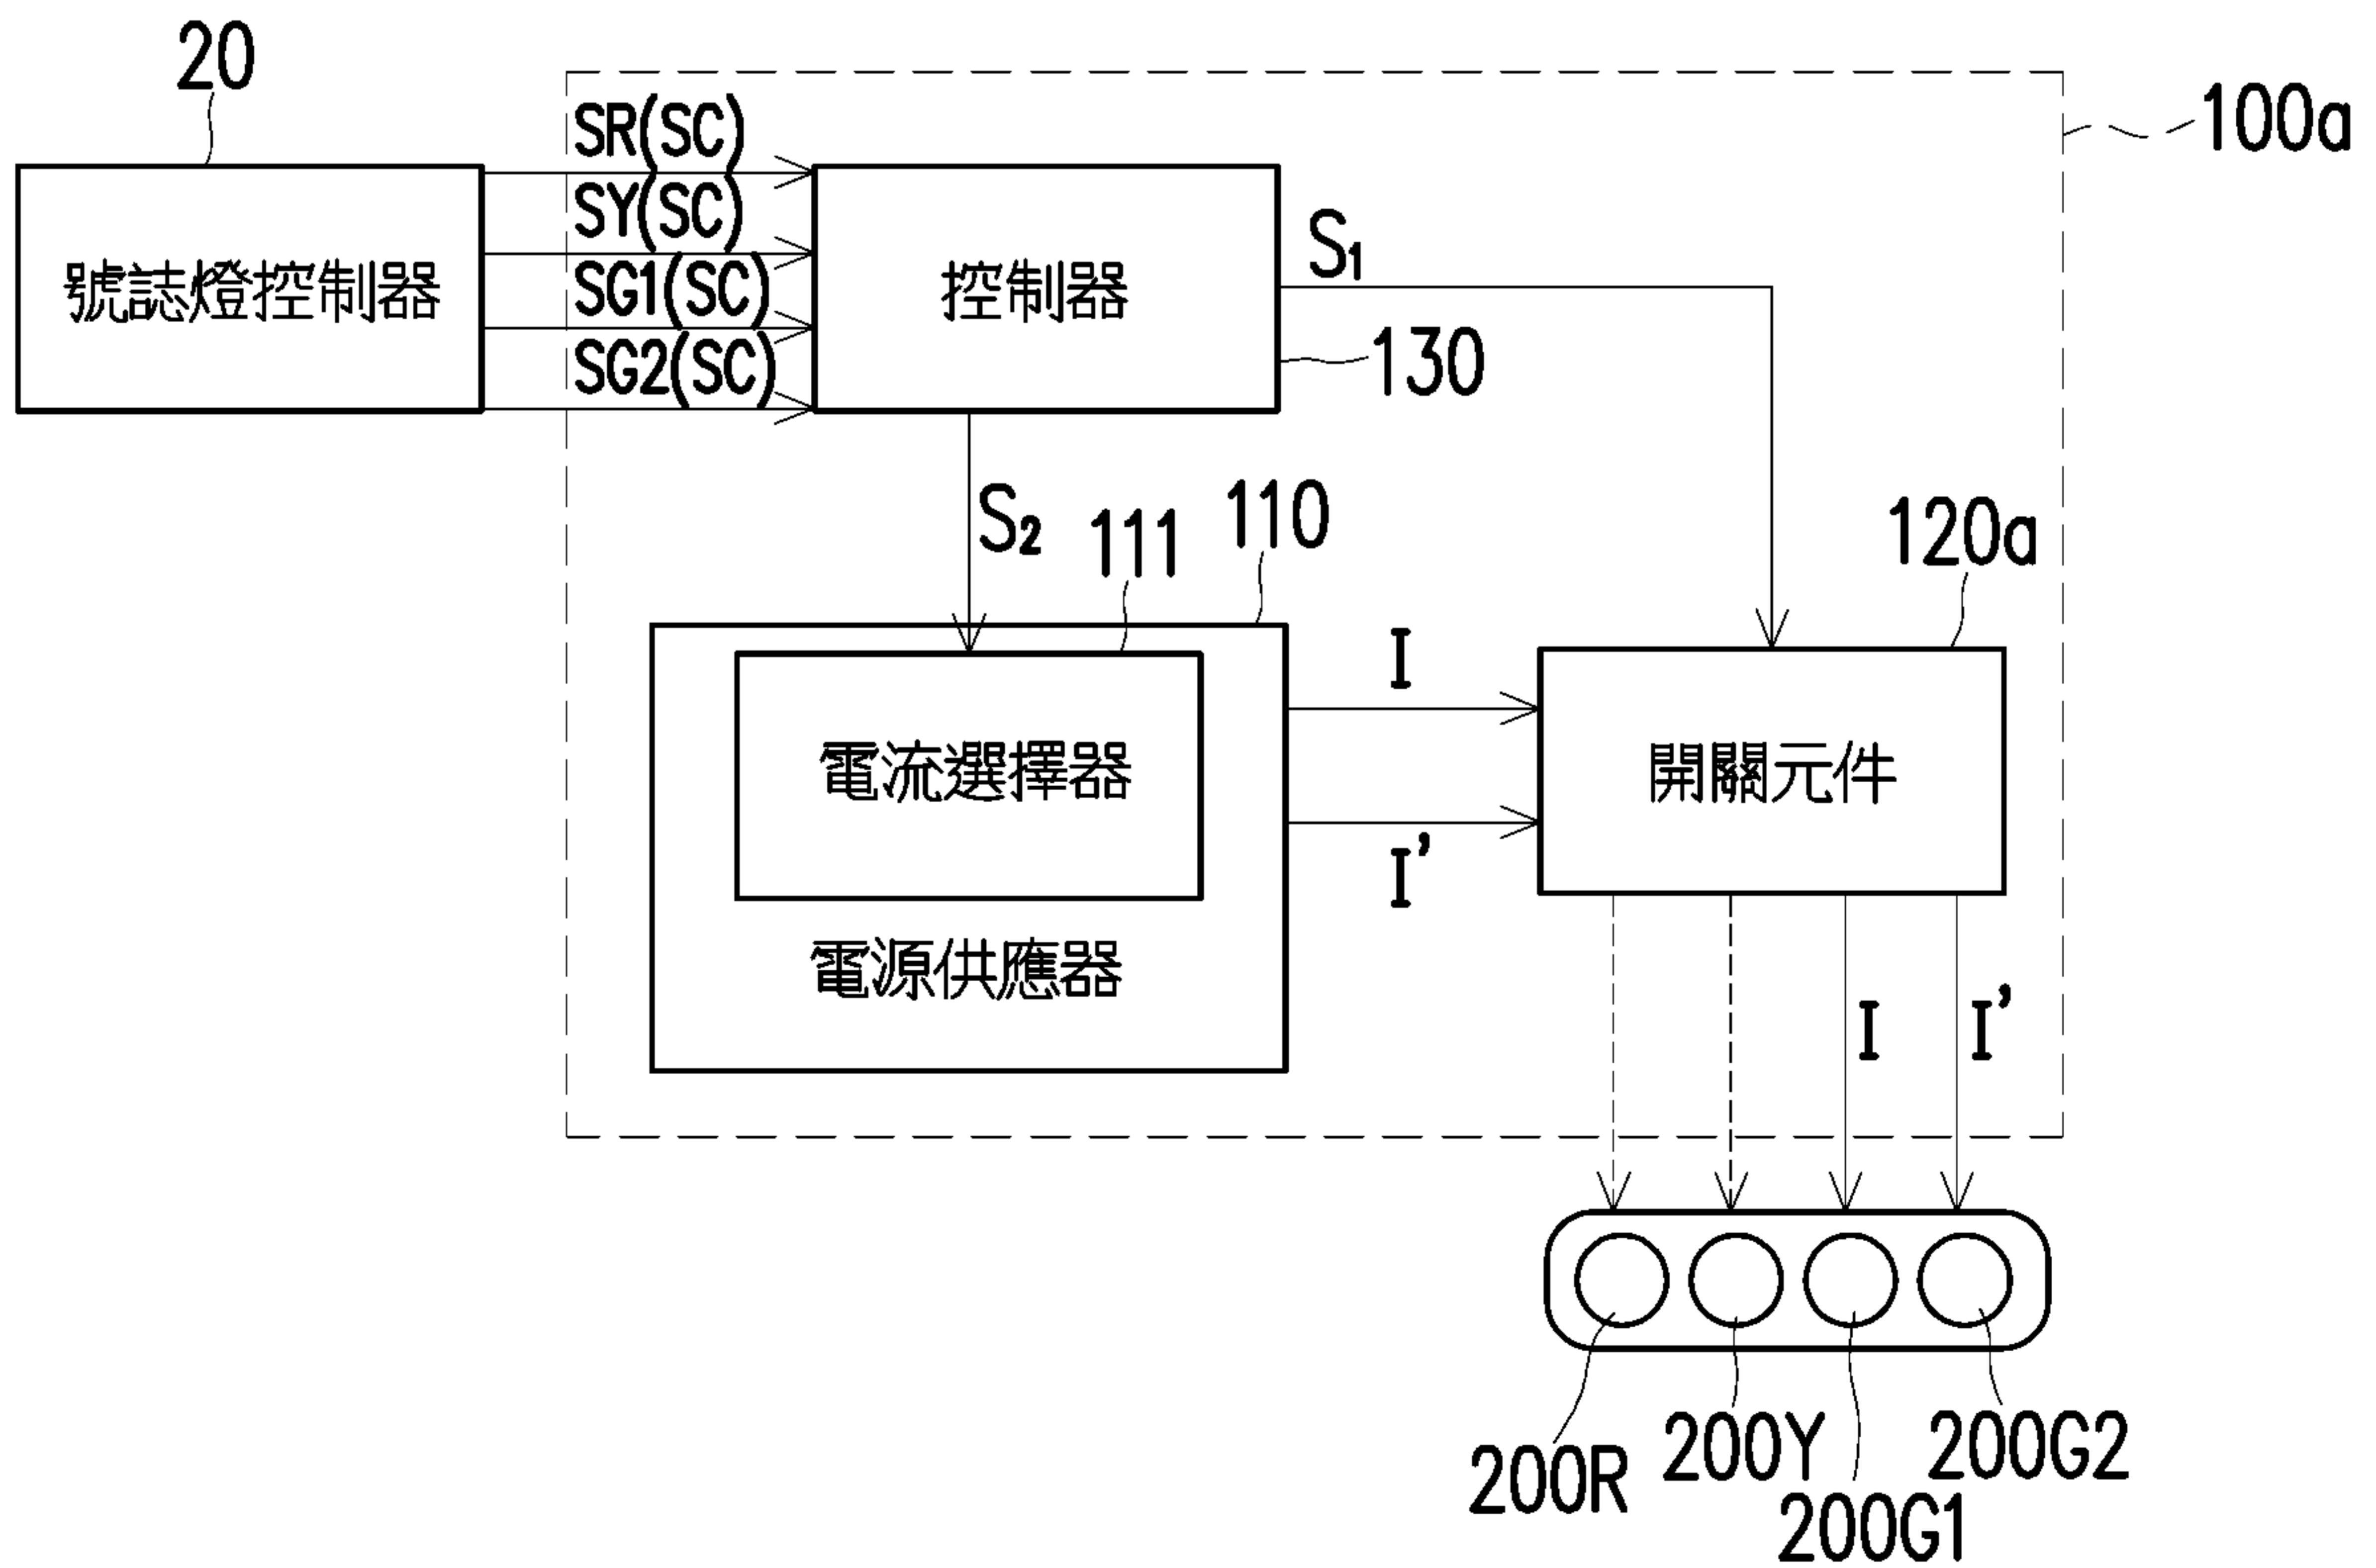 20
100a
SR(SC)
SY(SC)
SG1(SC)
SG2(SC)
號誌燈控制器
控制器
S1
130
S2
111
110
120a
I
I'
電流選擇器
電源供應器
開關元件
I
I'
200R
200Y
200G1
200G2